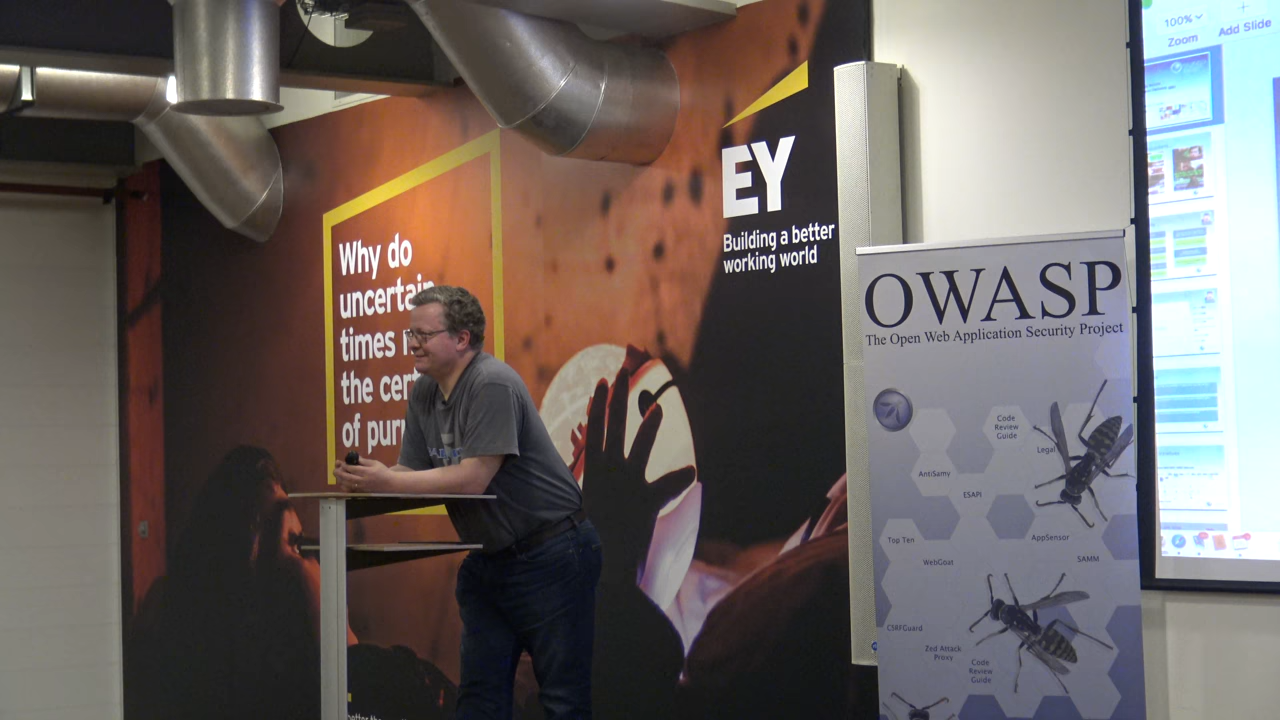 Why do
uncertain
times
the
of
EY
Building a better
working world
OWASP
The Open Web Application Security Project
Code
Review
Guide
Legal
AntiSamy
ESAPI
Top Ten
AppSensor
WebGoat
SAMM
CSRFGuard
Zed Attack
Proxy
Code
Review
Guide
100%
Zoom
Add Slide